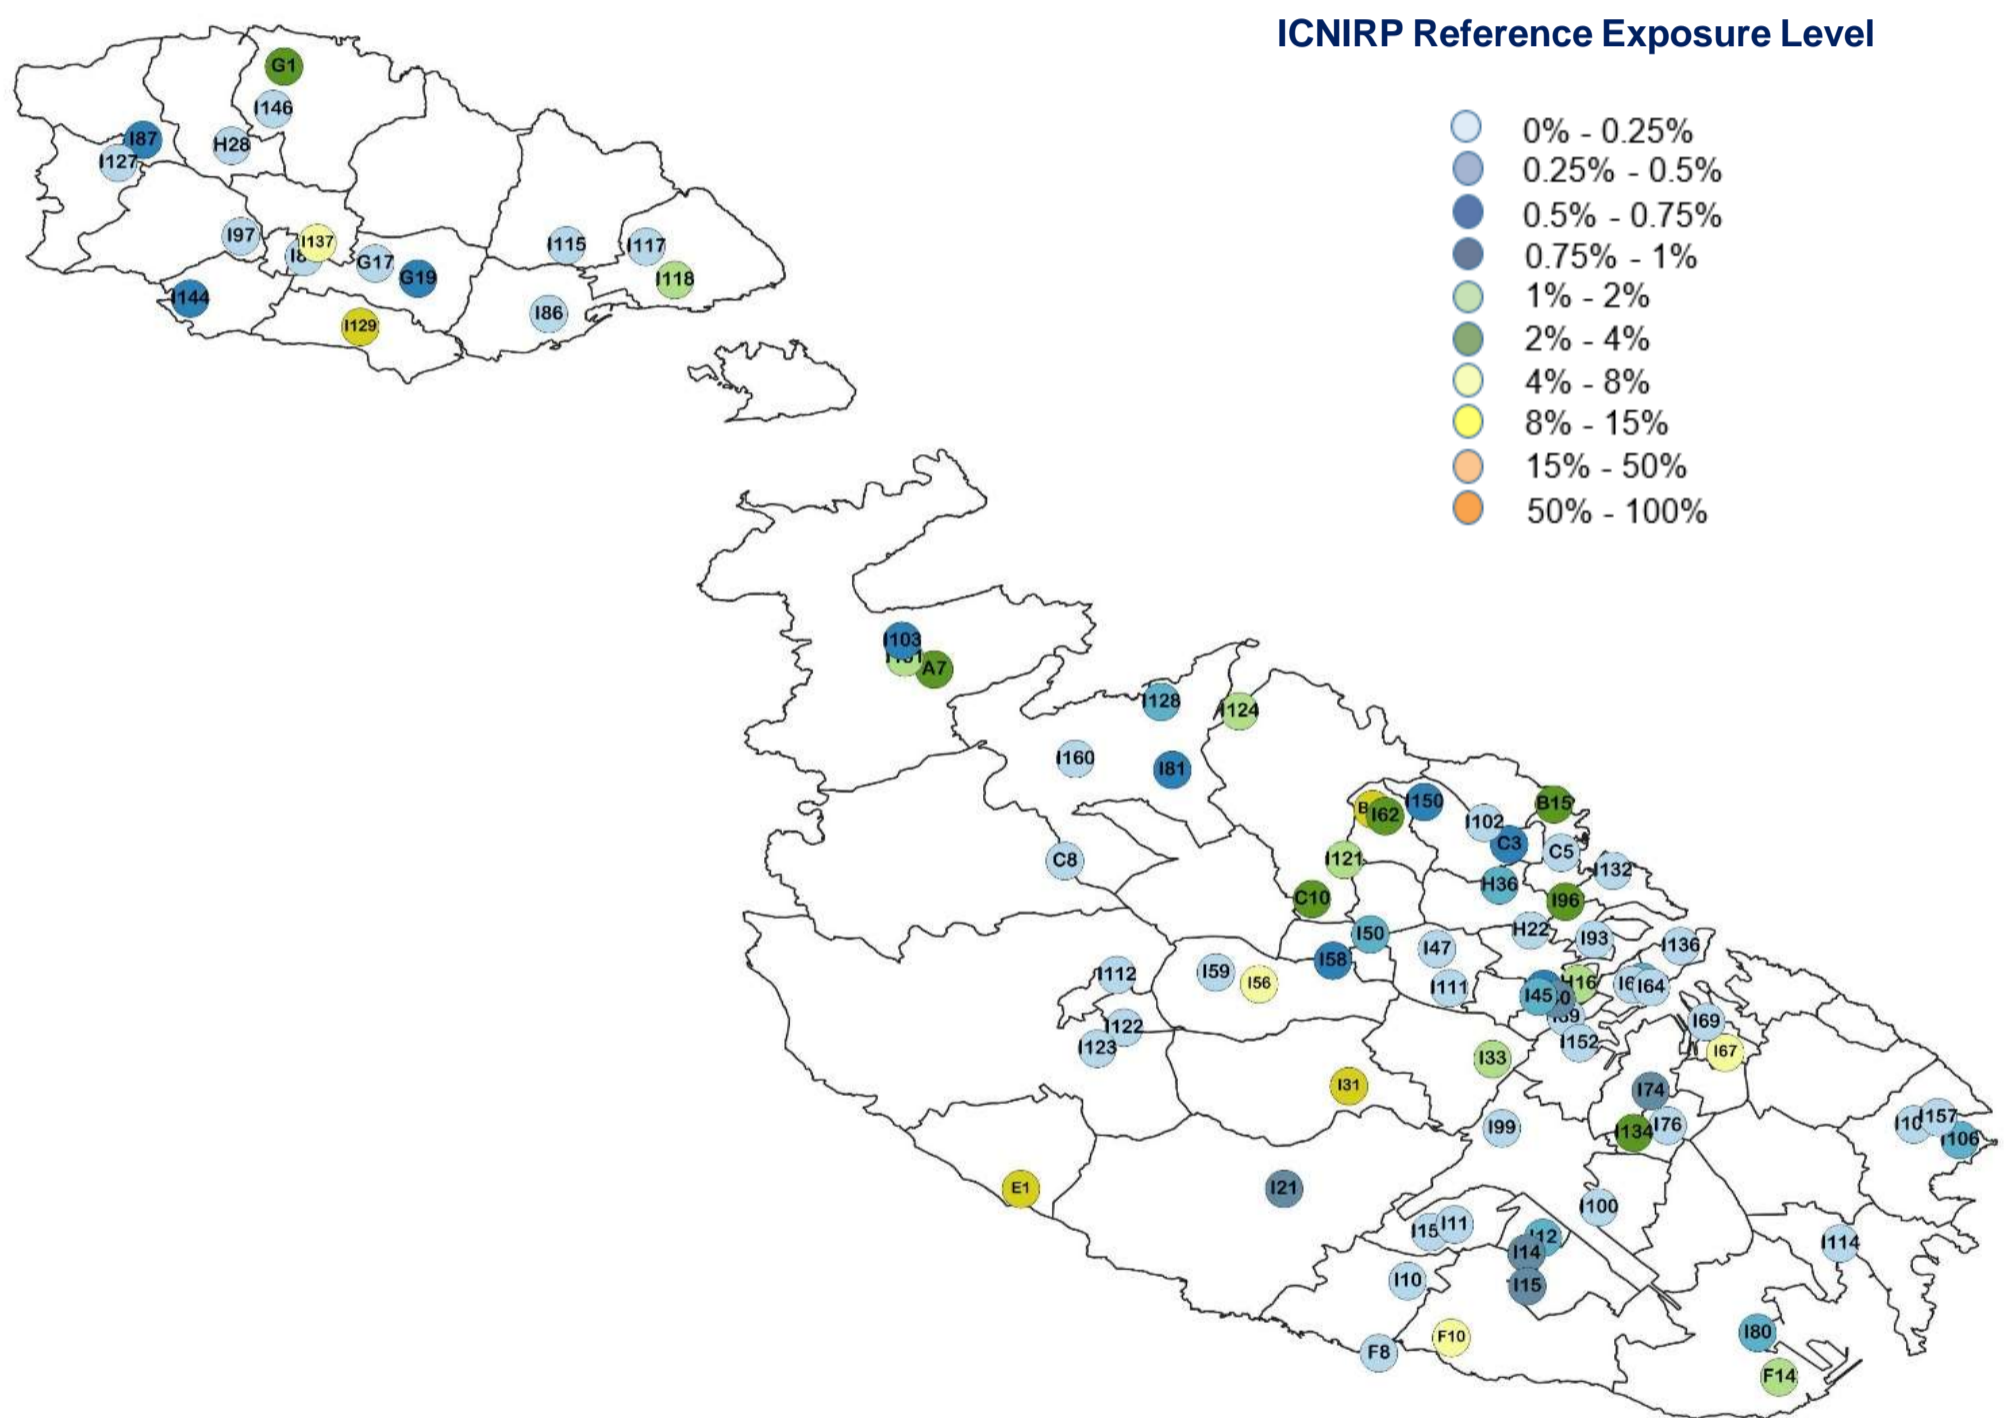 ICNIRP Reference Exposure Level
0% - 0.25%
0.25% - 0.5%
0.5% - 0.75%
0.75% - 1%
1% - 2%
2% - 4%
4% - 8%
8% - 15%
15% - 50%
50% - 100%
G1
I146
I87
H28
I127
I97
I137
G17
G19
I115
I117
I118
I144
I129
I86
I103
A7
I128
I124
I160
I81
I62
I150
B15
I102
C3
C5
I121
C8
I132
H36
C10
I96
I50
H22
I47
I93
I136
I58
I59
I112
I56
I111
H16
I45
I64
I122
I123
I152
I69
I67
I33
I31
I74
I99
I134
I76
I157
I106
E1
I21
I100
I15
I11
I12
I14
I114
I10
I15
F10
F8
I80
F14